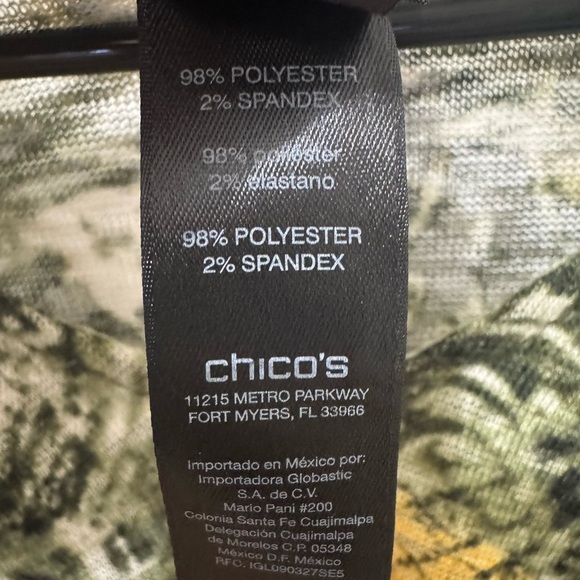 98% POLYESTER
2% SPANDEX
98% poliéster
2% elastano
98% POLYESTER
2% SPANDEX
chico's
11215 METRO PARKWAY
FORT MYERS, FL 33966
Importado en México por:
Importadora Globastic
S.A. de C.V.
Mario Pani #200
Colonia Santa Fe Cuajimalpa
Delegación Cuajimalpa
de Morelos C.P. 05348
México D.F. México
RFC: IGL090327SE5